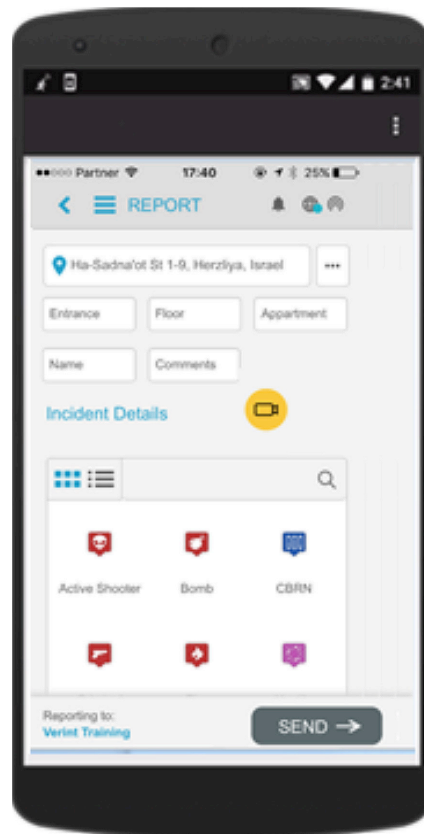 2:41
Partner 17:40 25%
REPORT
Ha-Sadna'ot St 1-9, Herzliya, Israel ...
Entrance Floor Appartment
Name Comments
Incident Details
Active Shooter Bomb CBRN
Reporting to:
Verint Training
SEND